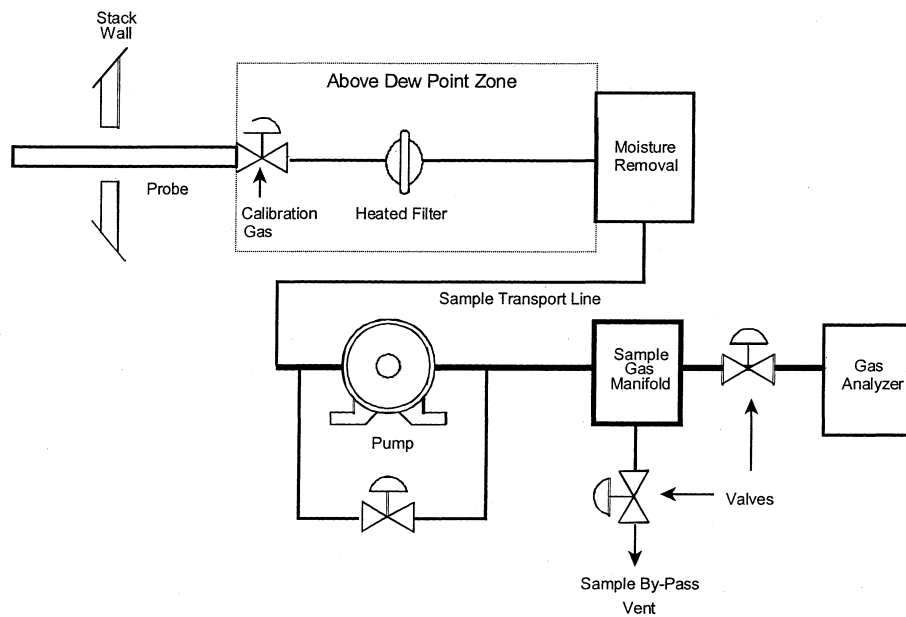 Stack
Wall
Above Dew Point Zone
Moisture
Removal
Probe
Calibration
Gas
Heated Filter
Sample Transport Line
Sample
Gas
Manifold
Gas
Analyzer
Pump
Valves
Sample By-Pass
Vent